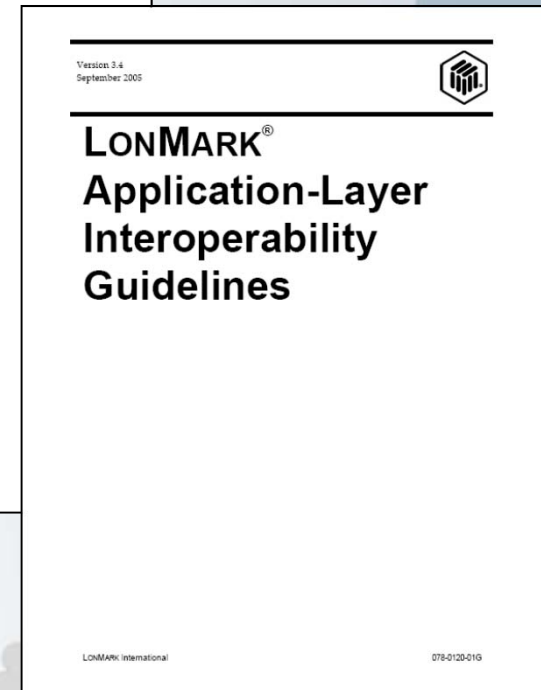 Version 3.4
September 2005
LONMARK®
Application-Layer
Interoperability
Guidelines
LONMARK International
078-0120-01G